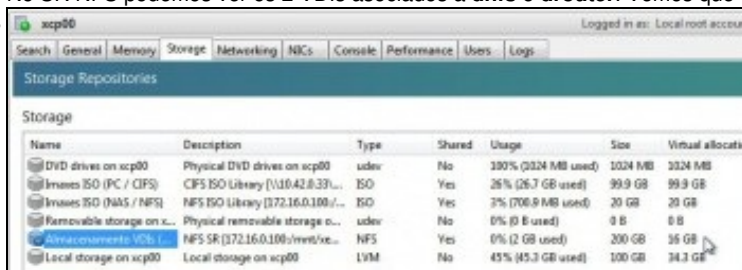 xcp00 Logged in as: Local root accou
Search General Memory Storage Networking NICs Console Performance Users Logs
Storage Repositories
Storage
Name Description Type Shared Usage Size Virtual allocati
DVD drives on xcp00 Physical DVD drives on xcp00 udev No 100% (1024 MB used) 1024 MB 1024 MB
Imaxes ISO (PC / CIFS) CIFS ISO Library [\\10.42.0.33\... ISO Yes 26% (26.7 GB used) 99.9 GB 99.9 GB
Imaxes ISO (NAS / NFS) NFS ISO Library [172.16.0.100:/... ISO Yes 3% (700.9 MB used) 20 GB 20 GB
Removable storage on x... Physical removable storage o... udev No 0% (0 B used) 0 B 0 B
Almacenamento VDIs (... NFS SR [172.16.0.100:/mnt/xe... NFS Yes 0% (2 GB used) 200 GB 16 GB
Local storage on xcp00 Local storage on xcp00 LVM No 45% (45.3 GB used) 100 GB 34.3 GB